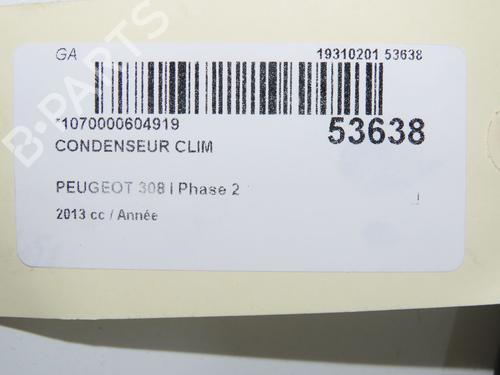 GA 19310201 53638
*1070000604919 53638
CONDENSEUR CLIM
PEUGEOT 308 I Phase 2
2013 cc / Année
B-PARTS